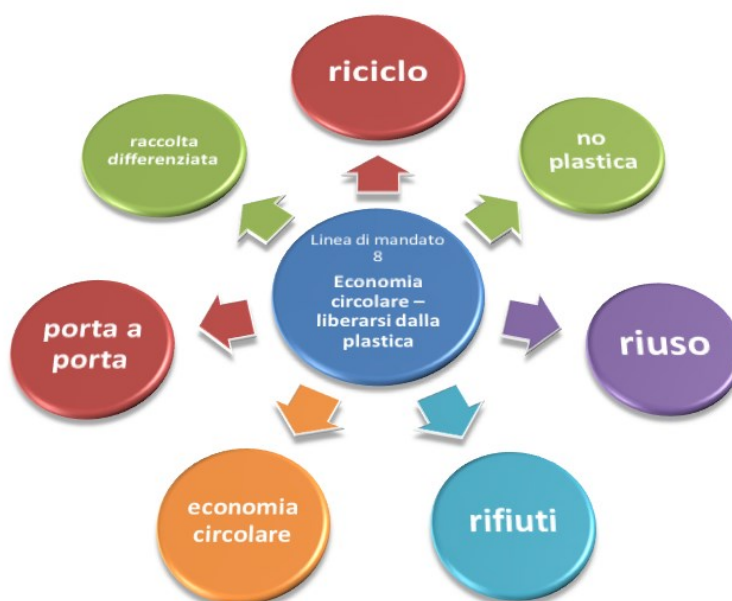 riciclo
no
plastica
riuso
rifiuti
economia
circolare
porta a
porta
raccolta
differenziata
Linea di mandato
8
Economia
circolare –
liberarsi dalla
plastica